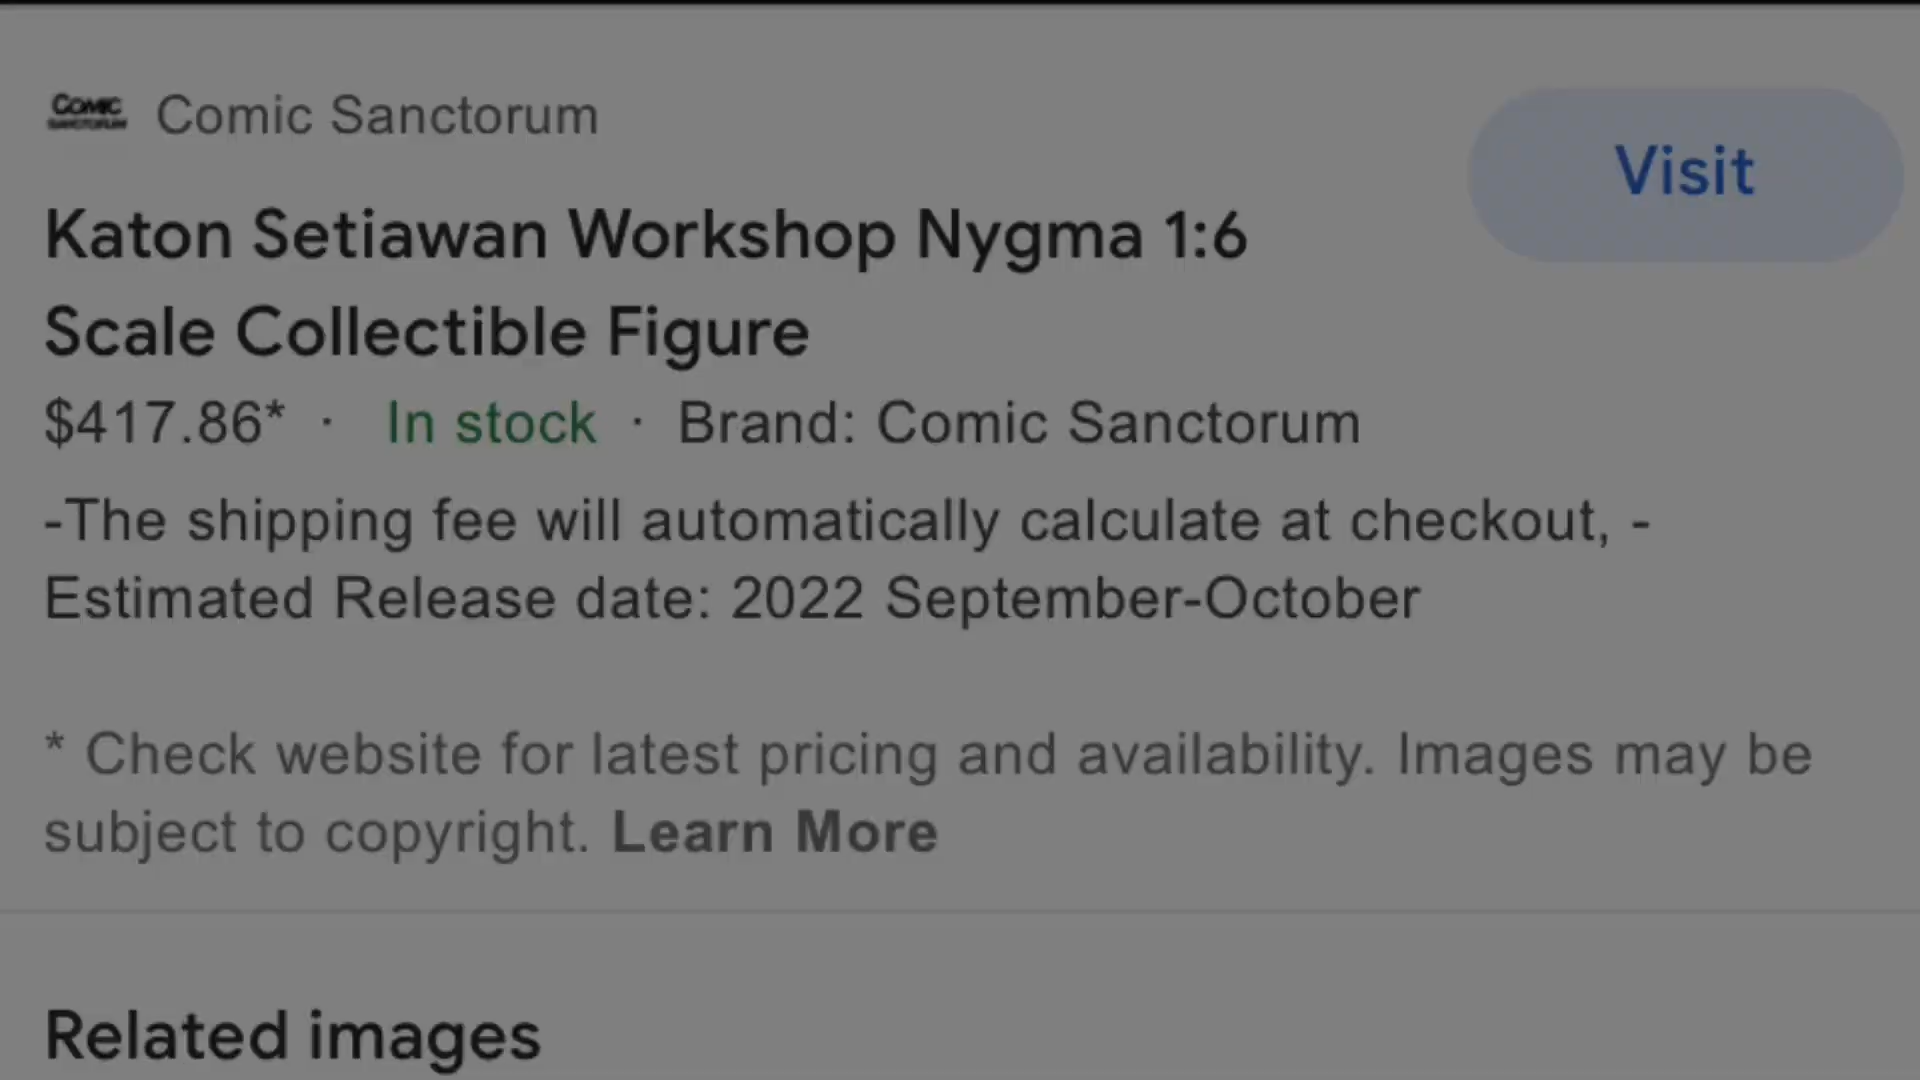 COMIC
SANCTORUM
Comic Sanctorum
Visit
Katon Setiawan Workshop Nygma 1:6
Scale Collectible Figure
$417.86* · In stock · Brand: Comic Sanctorum
-The shipping fee will automatically calculate at checkout, -
Estimated Release date: 2022 September-October
* Check website for latest pricing and availability. Images may be
subject to copyright. Learn More
Related images